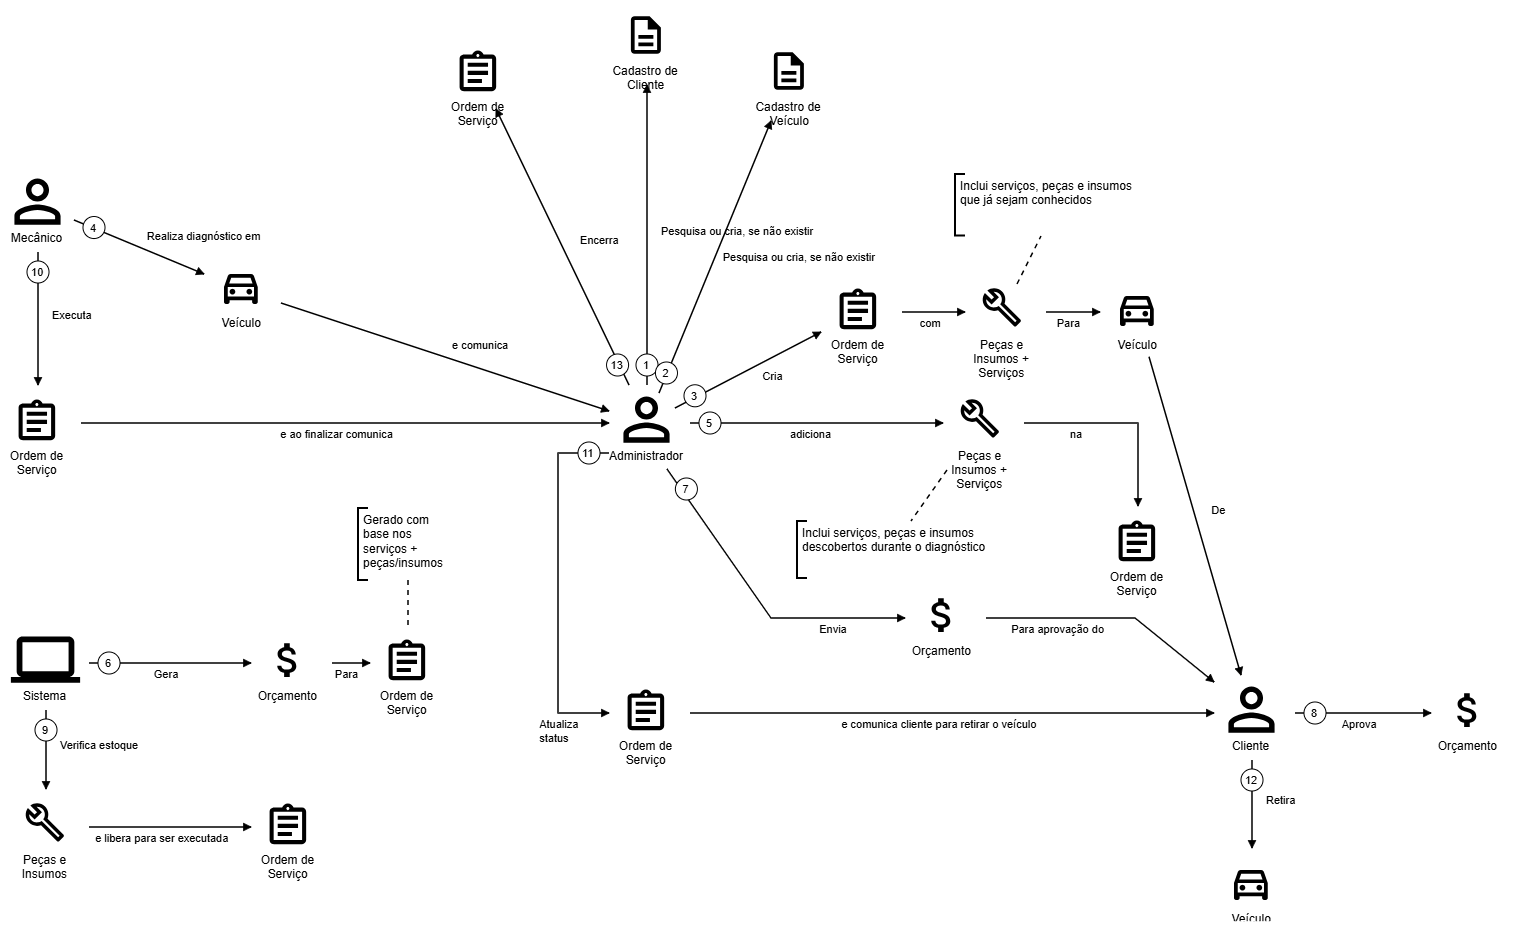 Cadastro de
Cliente
Ordem de
Serviço
Cadastro de
Veículo
Inclui serviços, peças e insumos
que já sejam conhecidos
Mecânico
4
Realiza diagnóstico em
10
Executa
Veículo
e comunica
Encerra
Pesquisa ou cria, se não existir
Pesquisa ou cria, se não existir
13
1
2
3
Cria
Ordem de
Serviço
com
Peças e
Insumos +
Serviços
Para
Veículo
Ordem de
Serviço
e ao finalizar comunica
Administrador
5
adiciona
Peças e
Insumos +
Serviços
na
Ordem de
Serviço
De
11
7
Inclui serviços, peças e insumos
descobertos durante o diagnóstico
Gerado com
base nos
serviços +
peças/insumos
Envia
Orçamento
Para aprovação do
Sistema
6
Gera
Orçamento
Para
Ordem de
Serviço
9
Verifica estoque
Atualiza
status
Ordem de
Serviço
e comunica cliente para retirar o veículo
Cliente
8
Aprova
Orçamento
12
Retira
Peças e
Insumos
e libera para ser executada
Ordem de
Serviço
Veículo